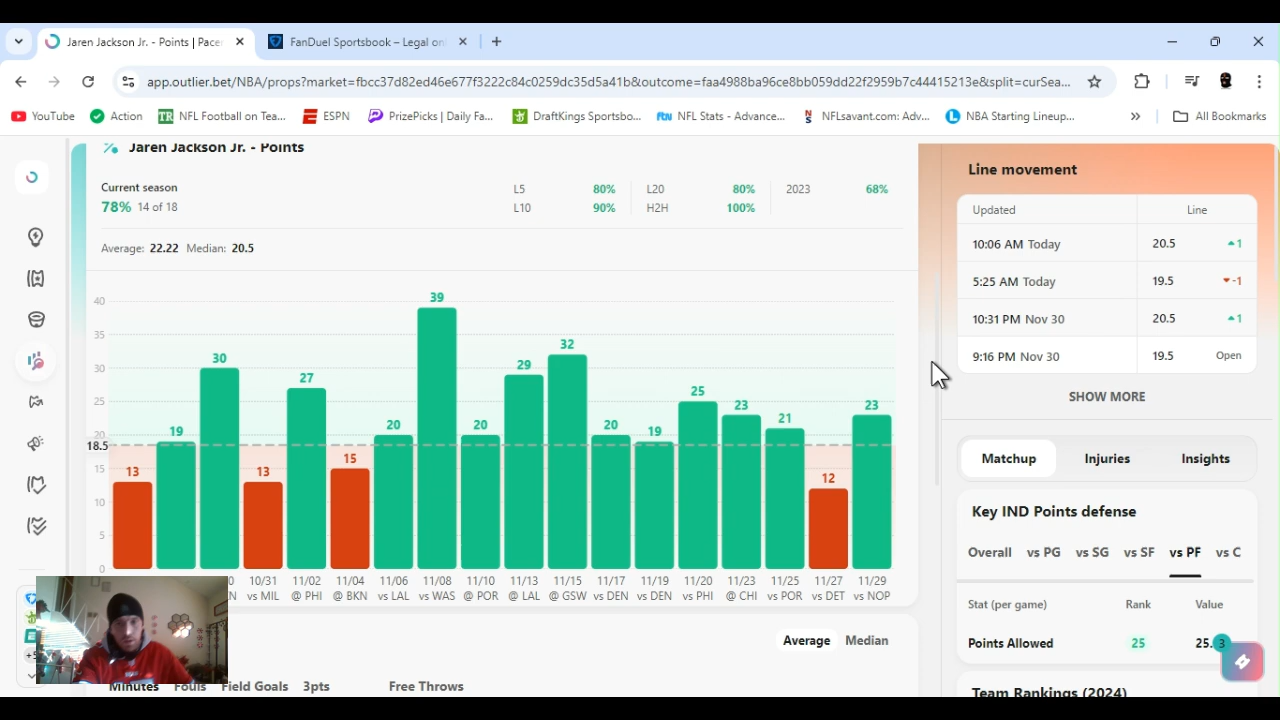 Jaren Jackson Jr. - Points | Pace
FanDuel Sportsbook – Legal on
app.outlier.bet/NBA/props?market=fbcc37d82ed46e677f3222c84c0259dc35d5a41b&outcome=faa4988ba96ce8bb059dd22f2959b7c44415213e&split=curSea...
YouTube Action NFL Football on Tea... ESPN PrizePicks | Daily Fa... DraftKings Sportsbo... NFL Stats - Advance... NFLsavant.com: Adv... NBA Starting Lineup... » All Bookmarks
Jaren Jackson Jr. - Points
Current season
78% 14 of 18
L5 80% L20 80% 2023 68%
L10 90% H2H 100%
Average: 22.22 Median: 20.5
40
35
30
25
20
18.5
15
10
5
0
13 19 30 13 27 15 20 39 20 29 32 20 19 25 23 21 12 23
10/31 11/02 11/04 11/06 11/08 11/10 11/13 11/15 11/17 11/19 11/20 11/23 11/25 11/27 11/29
vs MIL @ PHI @ BKN vs LAL vs WAS @ POR @ LAL @ GSW vs DEN vs DEN vs PHI @ CHI vs POR vs DET vs NOP
Average Median
Minutes Fouls Field Goals 3pts Free Throws
Line movement
Updated Line
10:06 AM Today 20.5 1
5:25 AM Today 19.5 -1
10:31 PM Nov 30 20.5 1
9:16 PM Nov 30 19.5 Open
SHOW MORE
Matchup Injuries Insights
Key IND Points defense
Overall vs PG vs SG vs SF vs PF vs C
Stat (per game) Rank Value
Points Allowed 25 25.
3
Team Rankings (2024)